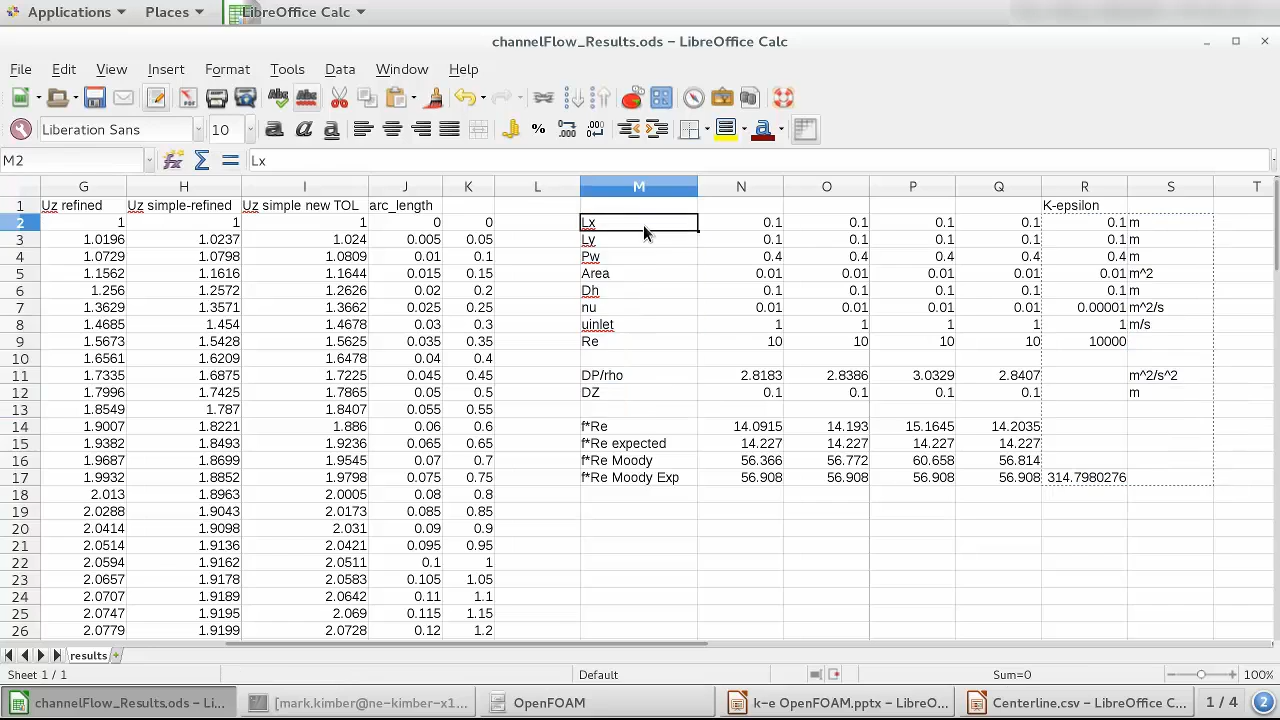 Applications Places LibreOffice Calc
channelFlow_Results.ods – LibreOffice Calc
File Edit View Insert Format Tools Data Window Help
Liberation Sans 10
M2 Lx
G H I J K L M N O P Q R S T
1 Uz refined Uz simple-refined Uz simple new TOL arc_length K-epsilon
2 1 1 1 0 0 Lx 0.1 0.1 0.1 0.1 0.1 m
3 1.0196 1.0237 1.024 0.005 0.05 Ly 0.1 0.1 0.1 0.1 0.1 m
4 1.0729 1.0798 1.0809 0.01 0.1 Pw 0.4 0.4 0.4 0.4 0.4 m
5 1.1562 1.1616 1.1644 0.015 0.15 Area 0.01 0.01 0.01 0.01 0.01 m^2
6 1.256 1.2572 1.2626 0.02 0.2 Dh 0.1 0.1 0.1 0.1 0.1 m
7 1.3629 1.3571 1.3662 0.025 0.25 nu 0.01 0.01 0.01 0.01 0.00001 m^2/s
8 1.4685 1.454 1.4678 0.03 0.3 uinlet 1 1 1 1 1 m/s
9 1.5673 1.5428 1.5625 0.035 0.35 Re 10 10 10 10 10000
10 1.6561 1.6209 1.6478 0.04 0.4
11 1.7335 1.6875 1.7225 0.045 0.45 DP/rho 2.8183 2.8386 3.0329 2.8407 m^2/s^2
12 1.7996 1.7425 1.7865 0.05 0.5 DZ 0.1 0.1 0.1 0.1 m
13 1.8549 1.787 1.8407 0.055 0.55
14 1.9007 1.8221 1.886 0.06 0.6 f*Re 14.0915 14.193 15.1645 14.2035
15 1.9382 1.8493 1.9236 0.065 0.65 f*Re expected 14.227 14.227 14.227 14.227
16 1.9687 1.8699 1.9545 0.07 0.7 f*Re Moody 56.366 56.772 60.658 56.814
17 1.9932 1.8852 1.9798 0.075 0.75 f*Re Moody Exp 56.908 56.908 56.908 56.908 314.7980276
18 2.013 1.8963 2.0005 0.08 0.8
19 2.0288 1.9043 2.0173 0.085 0.85
20 2.0414 1.9098 2.031 0.09 0.9
21 2.0514 1.9136 2.0421 0.095 0.95
22 2.0594 1.9162 2.0511 0.1 1
23 2.0657 1.9178 2.0583 0.105 1.05
24 2.0707 1.9189 2.0642 0.11 1.1
25 2.0747 1.9195 2.069 0.115 1.15
26 2.0779 1.9199 2.0728 0.12 1.2
results
Sheet 1 / 1 Default Sum=0 100%
channelFlow_Results.ods – Li... [mark.kimber@ne-kimber-x1... OpenFOAM k-e OpenFOAM.pptx – LibreO... Centerline.csv – LibreOffice C... 1 / 4 2